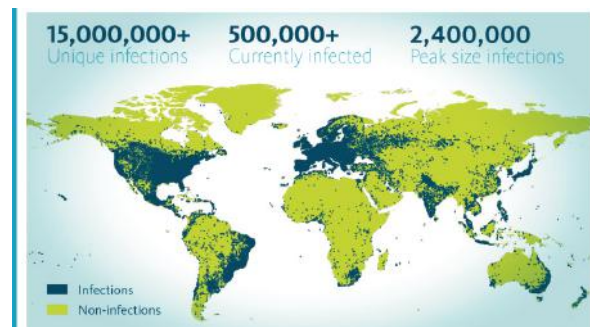 15,000,000+ 500,000+ 2,400,000
Unique infections Currently infected Peak size infections
Infections
Non-infections